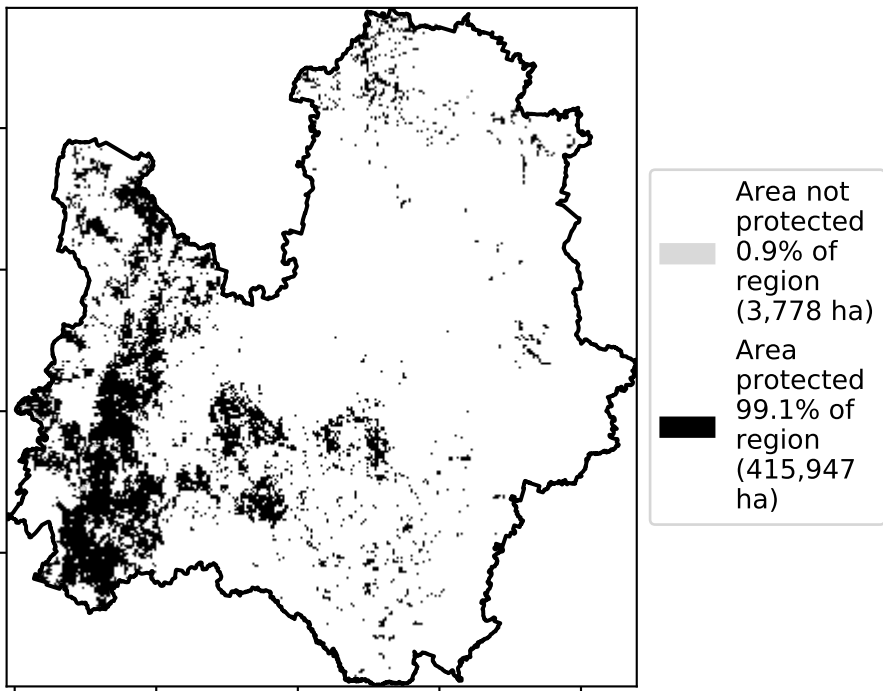 Area not
protected
0.9% of
region
(3,778 ha)
Area
protected
99.1% of
region
(415,947
ha)